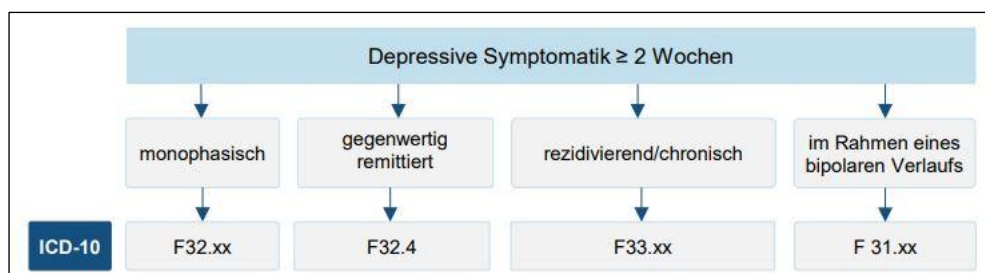 Depressive Symptomatik ≥ 2 Wochen
monophasisch
gegenwertig
remittiert
rezidivierend/chronisch
im Rahmen eines
bipolaren Verlaufs
ICD-10
F32.xx
F32.4
F33.xx
F 31.xx